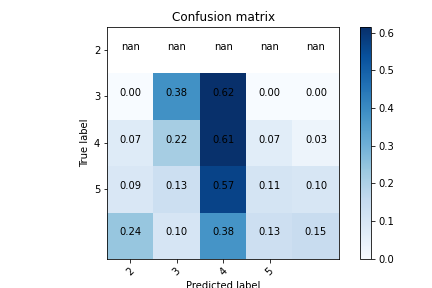 Confusion matrix
True label
2 nan nan nan nan nan
3 0.00 0.38 0.62 0.00 0.00
4 0.07 0.22 0.61 0.07 0.03
5 0.09 0.13 0.57 0.11 0.10
0.24 0.10 0.38 0.13 0.15
2 3 4 5
Predicted label
0.6
0.5
0.4
0.3
0.2
0.1
0.0